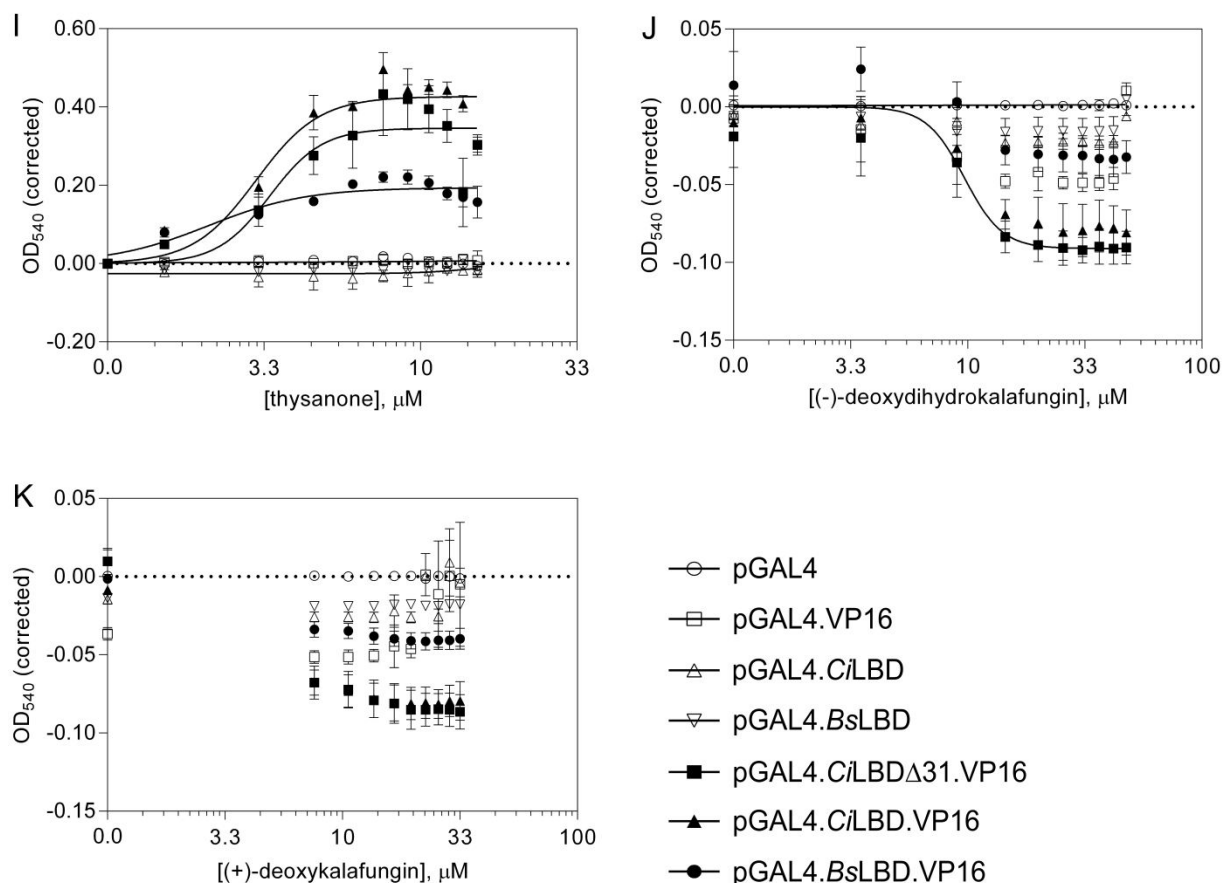 I
0.60
0.40
0.20
0.00
-0.20
OD540 (corrected)
0.0 3.3 10 33
[thysanone], μM
J
0.05
0.00
-0.05
-0.10
-0.15
OD540 (corrected)
0.0 3.3 10 33 100
[(-)-deoxydihydrokalafungin], μM
K
0.05
0.00
-0.05
-0.10
-0.15
OD540 (corrected)
0.0 3.3 10 33 100
[(+)-deoxykalafungin], μM
pGAL4
pGAL4.VP16
pGAL4.CiLBD
pGAL4.BsLBD
pGAL4.CiLBDΔ31.VP16
pGAL4.CiLBD.VP16
pGAL4.BsLBD.VP16